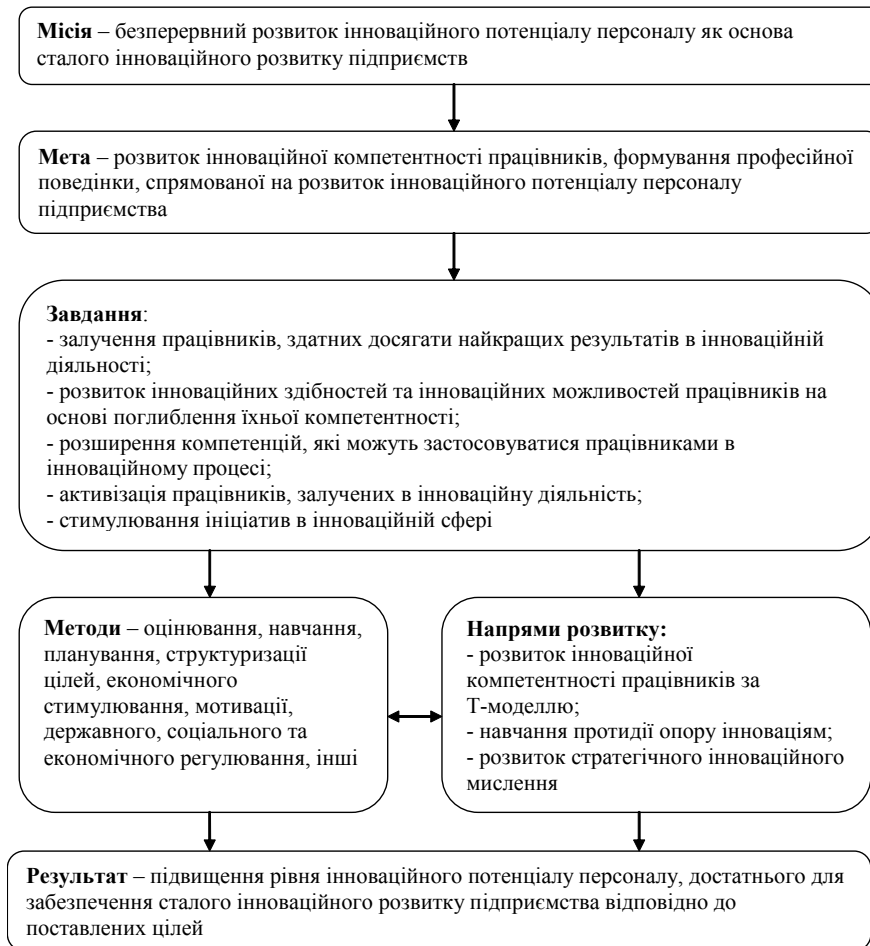 Місія – безперервний розвиток інноваційного потенціалу персоналу як основа
сталого інноваційного розвитку підприємств
Мета – розвиток інноваційної компетентності працівників, формування професійної
поведінки, спрямованої на розвиток інноваційного потенціалу персоналу
підприємства
Завдання:
- залучення працівників, здатних досягати найкращих результатів в інноваційній
діяльності;
- розвиток інноваційних здібностей та інноваційних можливостей працівників на
основі поглиблення їхньої компетентності;
- розширення компетенцій, які можуть застосовуватися працівниками в
інноваційному процесі;
- активізація працівників, залучених в інноваційну діяльність;
- стимулювання ініціатив в інноваційній сфері
Методи – оцінювання, навчання,
планування, структуризації
цілей, економічного
стимулювання, мотивації,
державного, соціального та
економічного регулювання, інші
Напрями розвитку:
- розвиток інноваційної
компетентності працівників за
Т-моделлю;
- навчання протидії опору інноваціям;
- розвиток стратегічного інноваційного
мислення
Результат – підвищення рівня інноваційного потенціалу персоналу, достатнього для
забезпечення сталого інноваційного розвитку підприємства відповідно до
поставлених цілей